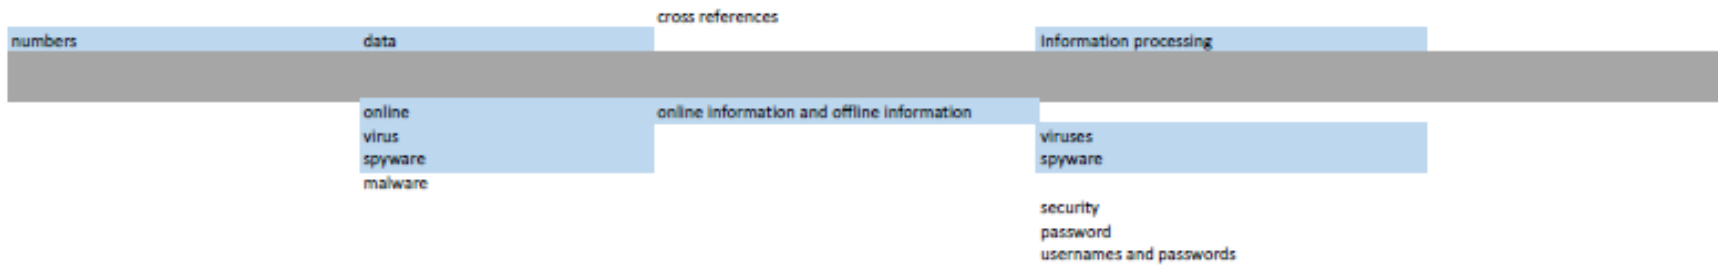 cross references
numbers data Information processing
online online information and offline information
virus viruses
spyware spyware
malware
security
password
usernames and passwords